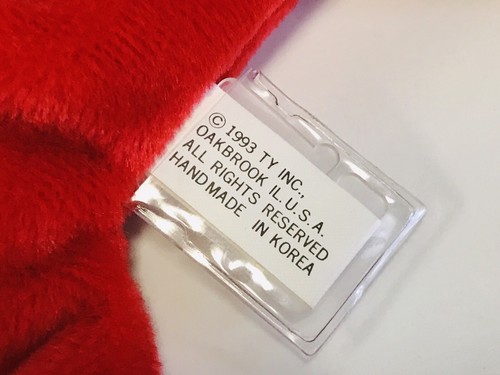 © 1993 TY INC.,
OAKBROOK IL. U.S.A.
ALL RIGHTS RESERVED
HANDMADE IN KOREA